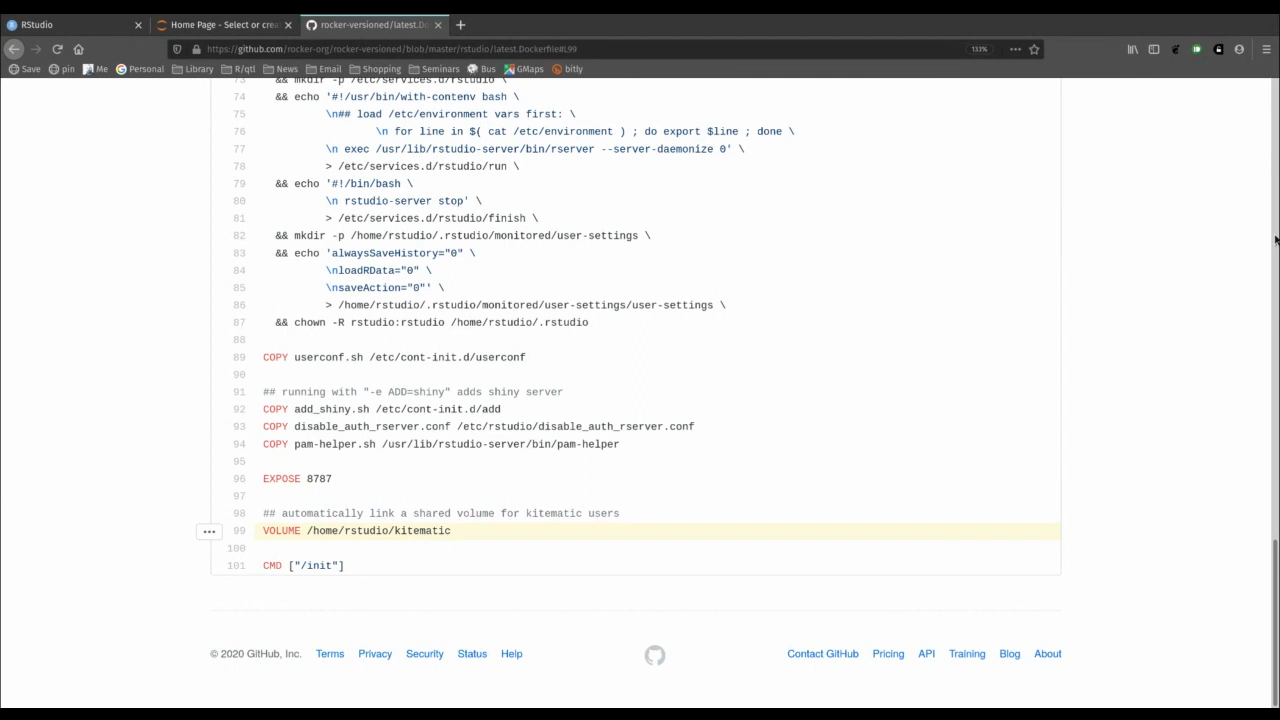 RStudio
Home Page - Select or crea
rocker-versioned/latest.Do
https://github.com/rocker-org/rocker-versioned/blob/master/rstudio/latest.Dockerfile#L99
133%
Save pin Me Personal Library R/qtl News Email Shopping Seminars Bus GMaps bitly
73 && mkdir -p /etc/services.d/rstudio \
74 && echo '#!/usr/bin/with-contenv bash \
75 \n## load /etc/environment vars first: \
76 \n for line in $( cat /etc/environment ) ; do export $line ; done \
77 \n exec /usr/lib/rstudio-server/bin/rserver --server-daemonize 0' \
78 > /etc/services.d/rstudio/run \
79 && echo '#!/bin/bash \
80 \n rstudio-server stop' \
81 > /etc/services.d/rstudio/finish \
82 && mkdir -p /home/rstudio/.rstudio/monitored/user-settings \
83 && echo 'alwaysSaveHistory="0" \
84 \nloadRData="0" \
85 \nsaveAction="0"' \
86 > /home/rstudio/.rstudio/monitored/user-settings/user-settings \
87 && chown -R rstudio:rstudio /home/rstudio/.rstudio
88
89 COPY userconf.sh /etc/cont-init.d/userconf
90
91 ## running with "-e ADD=shiny" adds shiny server
92 COPY add_shiny.sh /etc/cont-init.d/add
93 COPY disable_auth_rserver.conf /etc/rstudio/disable_auth_rserver.conf
94 COPY pam-helper.sh /usr/lib/rstudio-server/bin/pam-helper
95
96 EXPOSE 8787
97
98 ## automatically link a shared volume for kitematic users
99 VOLUME /home/rstudio/kitematic
100
101 CMD ["/init"]
© 2020 GitHub, Inc. Terms Privacy Security Status Help Contact GitHub Pricing API Training Blog About